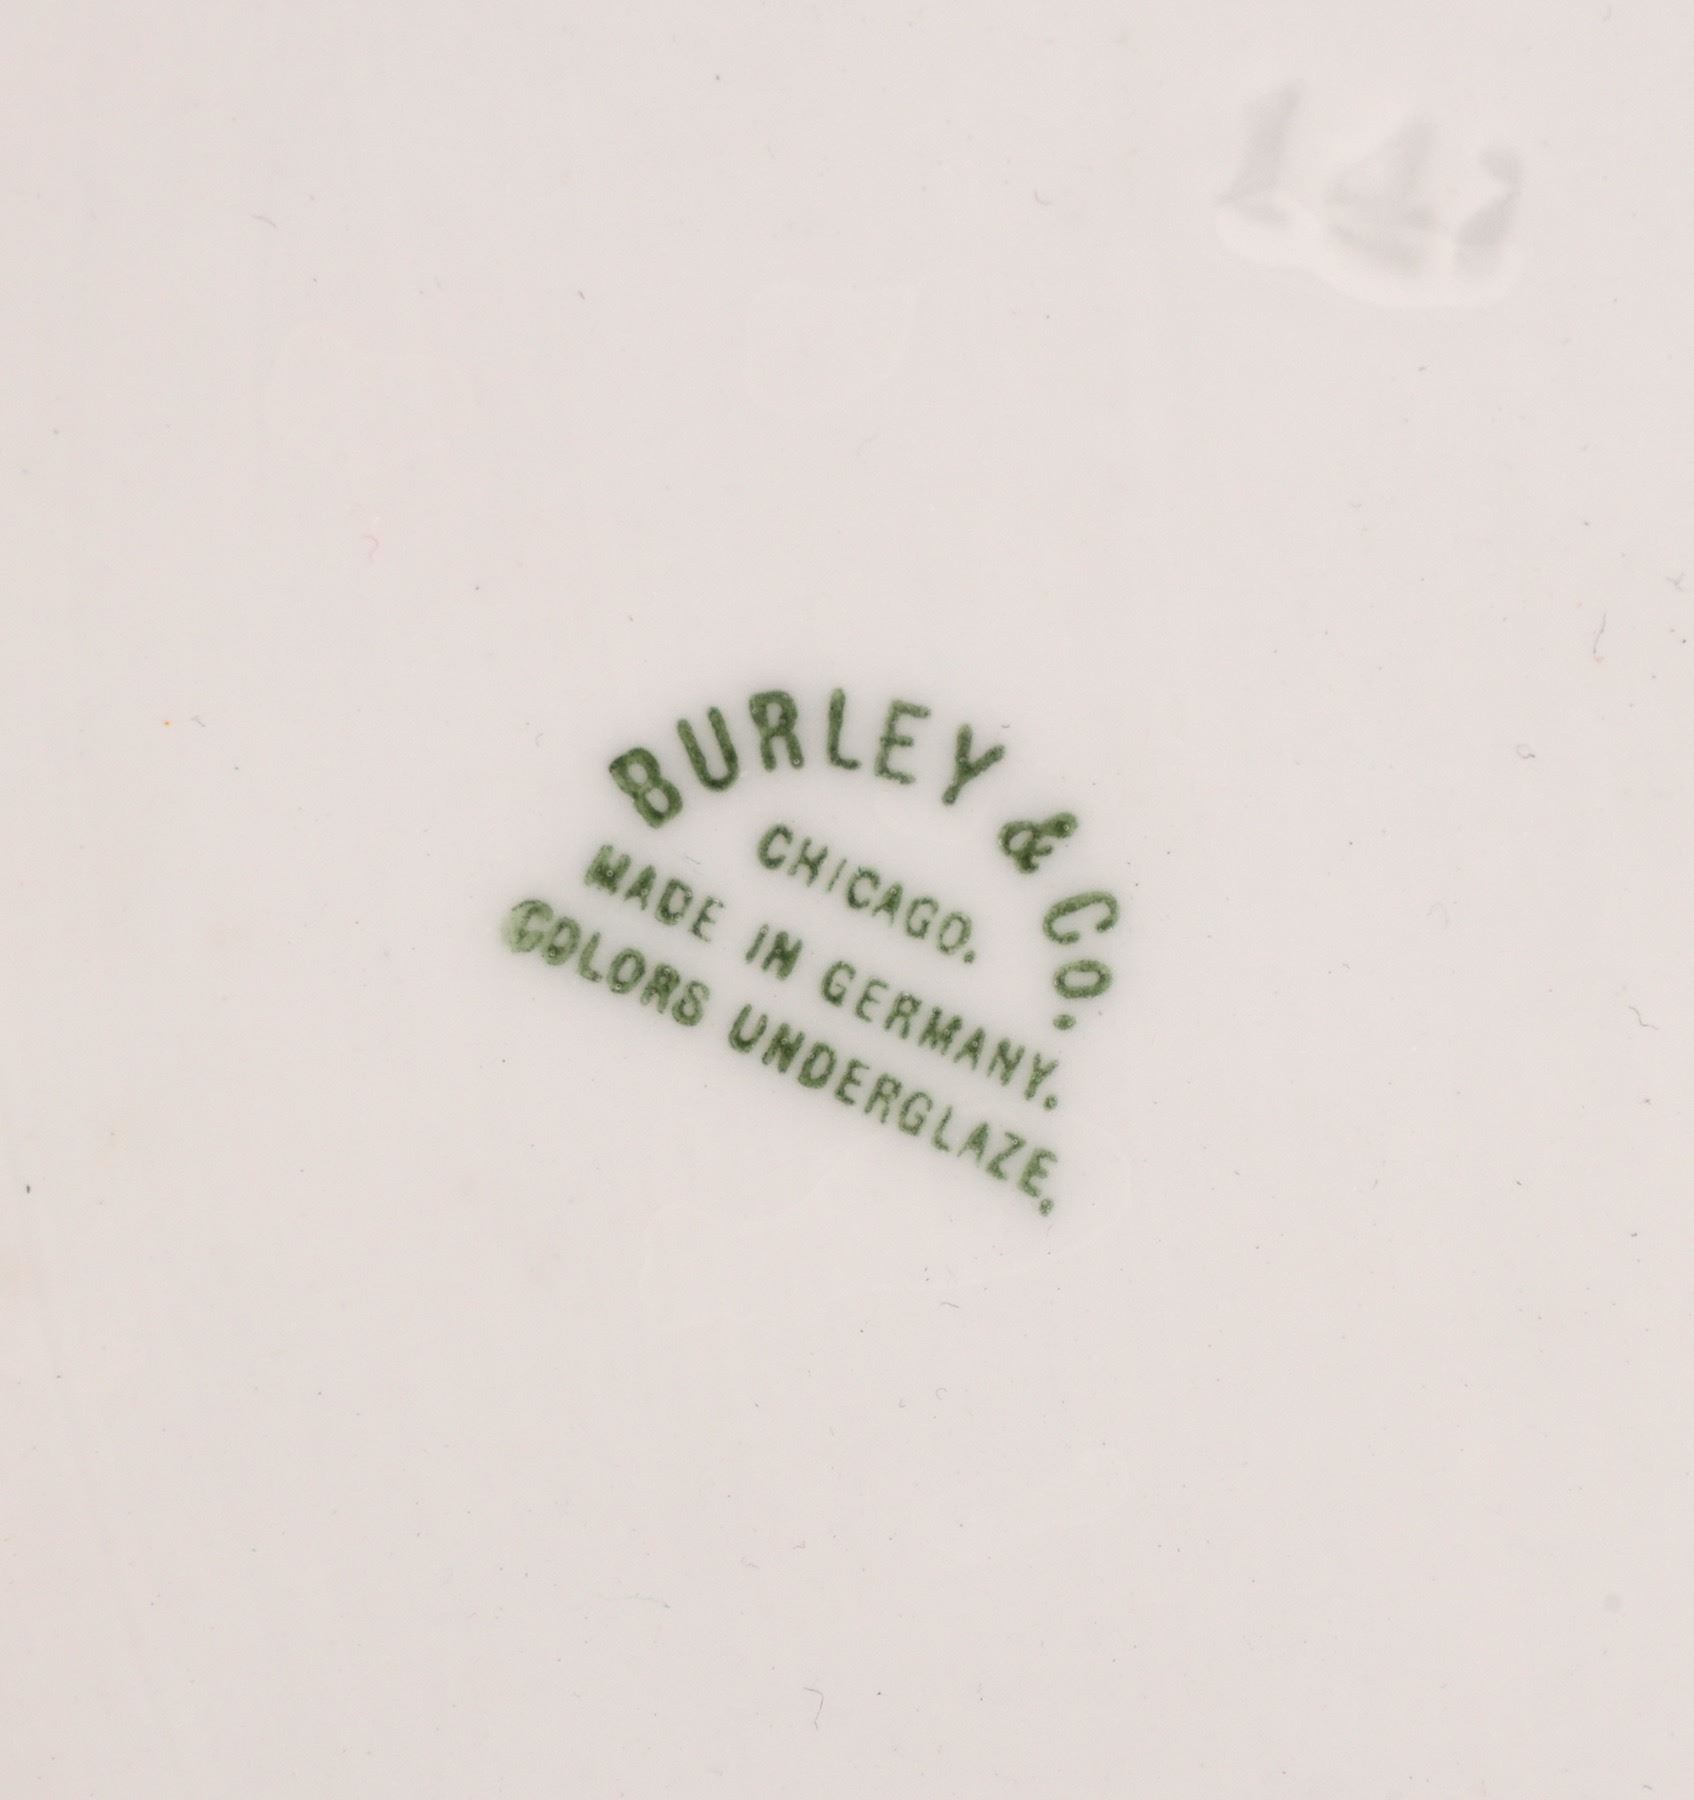 BURLEY & CO.
CHICAGO.
MADE IN GERMANY.
COLORS UNDERGLAZE.